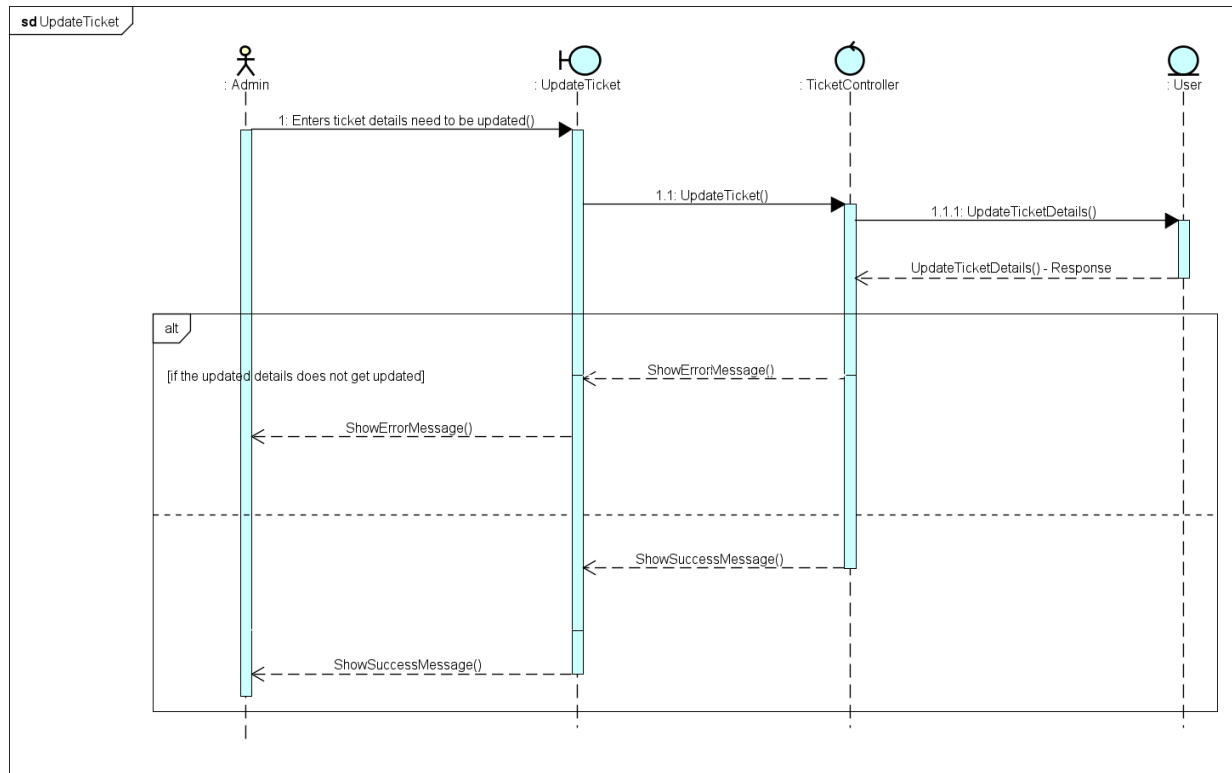 sd UpdateTicket
: Admin
: UpdateTicket
: TicketController
: User
1: Enters ticket details need to be updated()
1.1: UpdateTicket()
1.1.1: UpdateTicketDetails()
UpdateTicketDetails() - Response
alt
[if the updated details does not get updated]
ShowErrorMessage()
ShowErrorMessage()
ShowSuccessMessage()
ShowSuccessMessage()